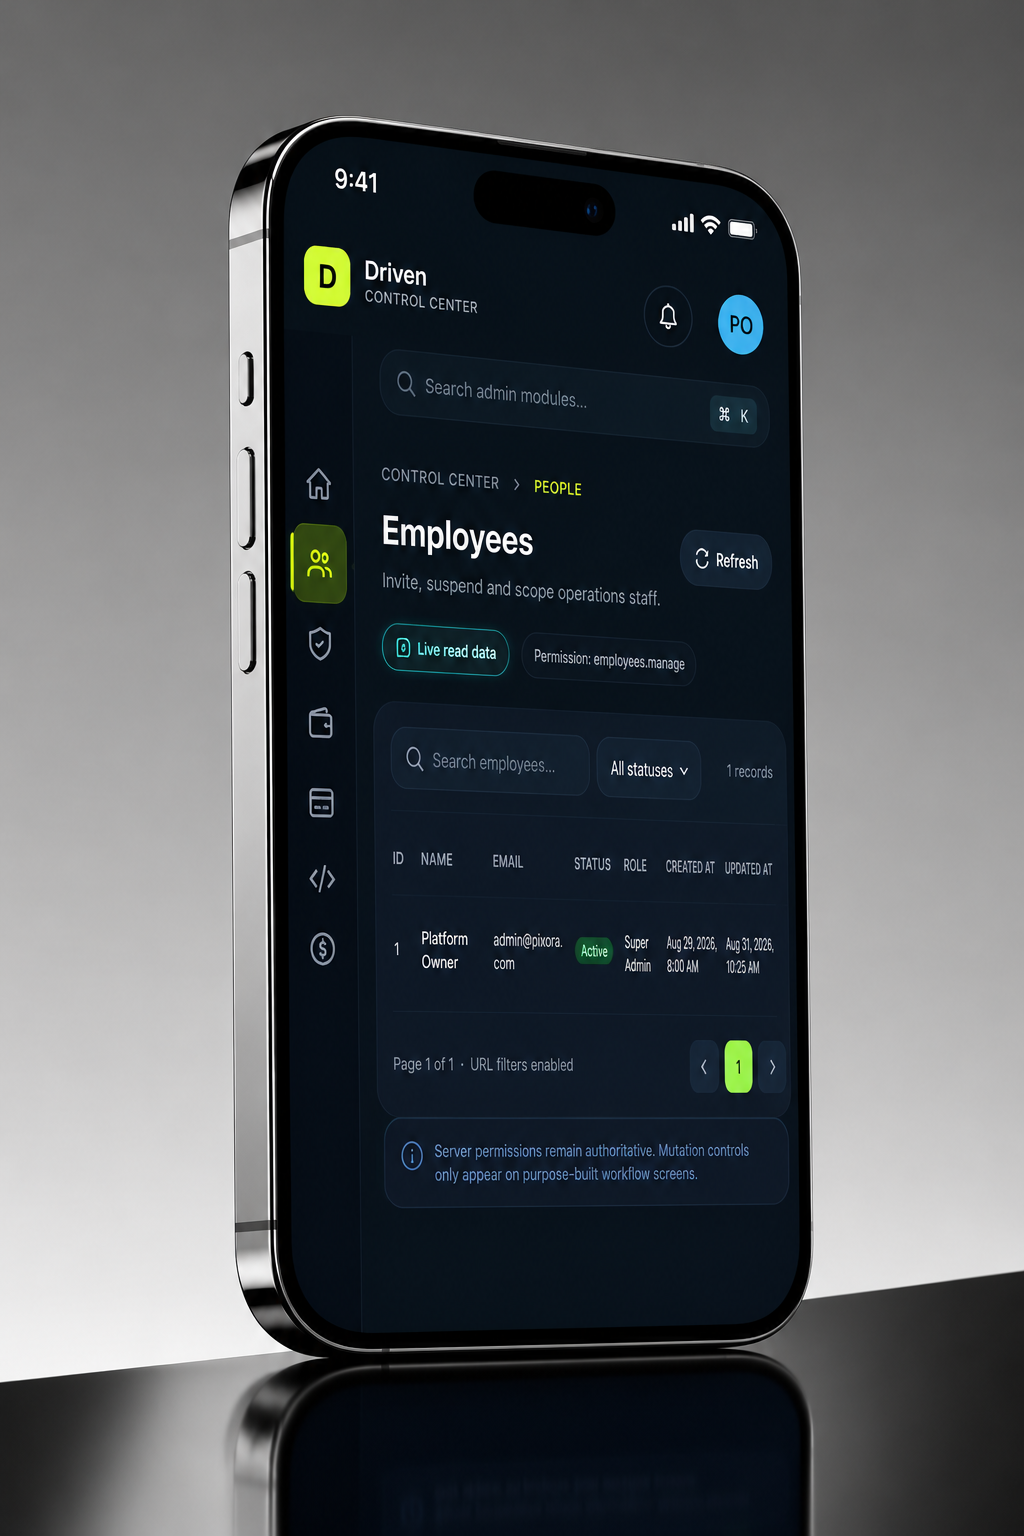 9:41
D
Driven
CONTROL CENTER
PO
Search admin modules...
⌘ K
CONTROL CENTER > PEOPLE
Employees
Refresh
Invite, suspend and scope operations staff.
Live read data
Permission: employees.manage
Search employees...
All statuses
1 records
ID NAME EMAIL STATUS ROLE CREATED AT UPDATED AT
1 Platform Owner admin@pixora.com Active Super Admin Aug 29, 2026, 8:00 AM Aug 31, 2026, 10:25 AM
Page 1 of 1 · URL filters enabled
< 1 >
Server permissions remain authoritative. Mutation controls
only appear on purpose-built workflow screens.